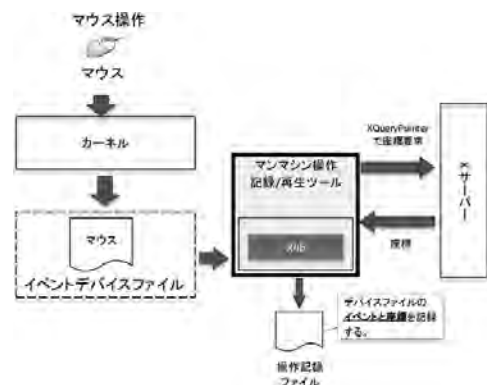 マウス操作
マウス
カーネル
マウス
イベントデバイスファイル
マンマシン操作
記録/再生ツール
Xlib
XQueryPointer
で座標要求
座標
Xサーバー
デバイスファイルの
イベントと座標を記録
する。
操作記録
ファイル